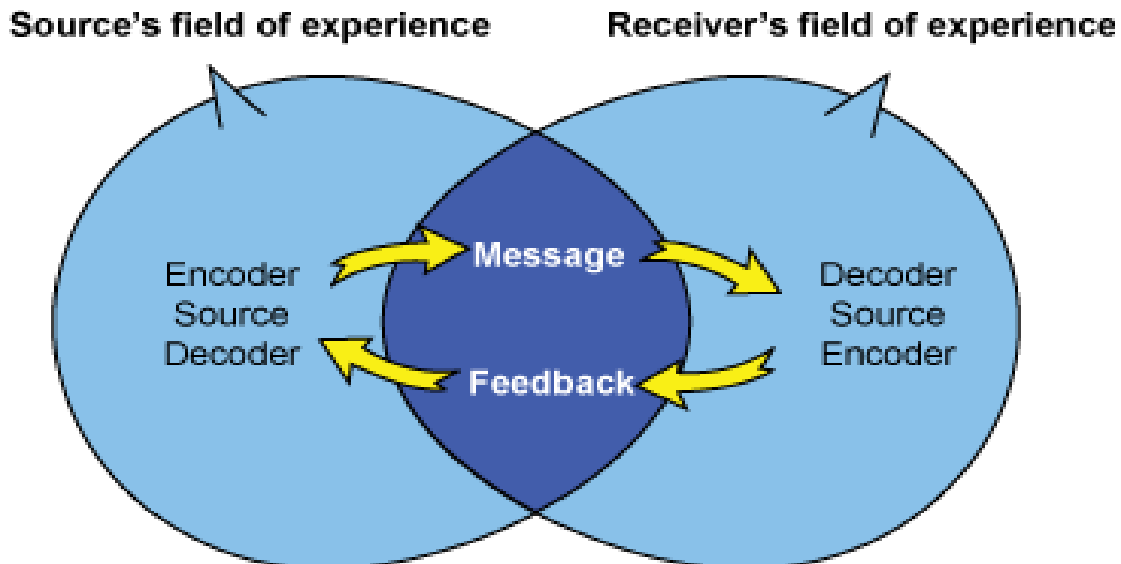 Source's field of experience
Receiver's field of experience
Encoder
Source
Decoder
Message
Feedback
Decoder
Source
Encoder